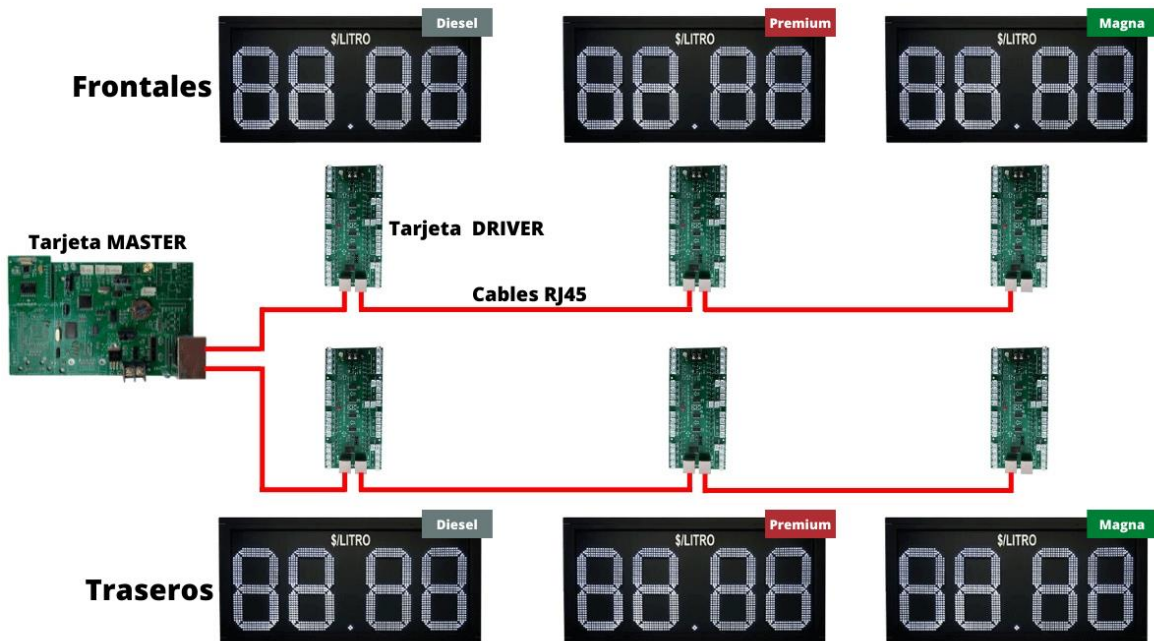 Diesel
Premium
Magna
$/LITRO
$/LITRO
$/LITRO
88.88
88.88
88.88
Frontales
Tarjeta MASTER
Tarjeta DRIVER
Cables RJ45
Diesel
Premium
Magna
$/LITRO
$/LITRO
$/LITRO
88.88
88.88
88.88
Traseros